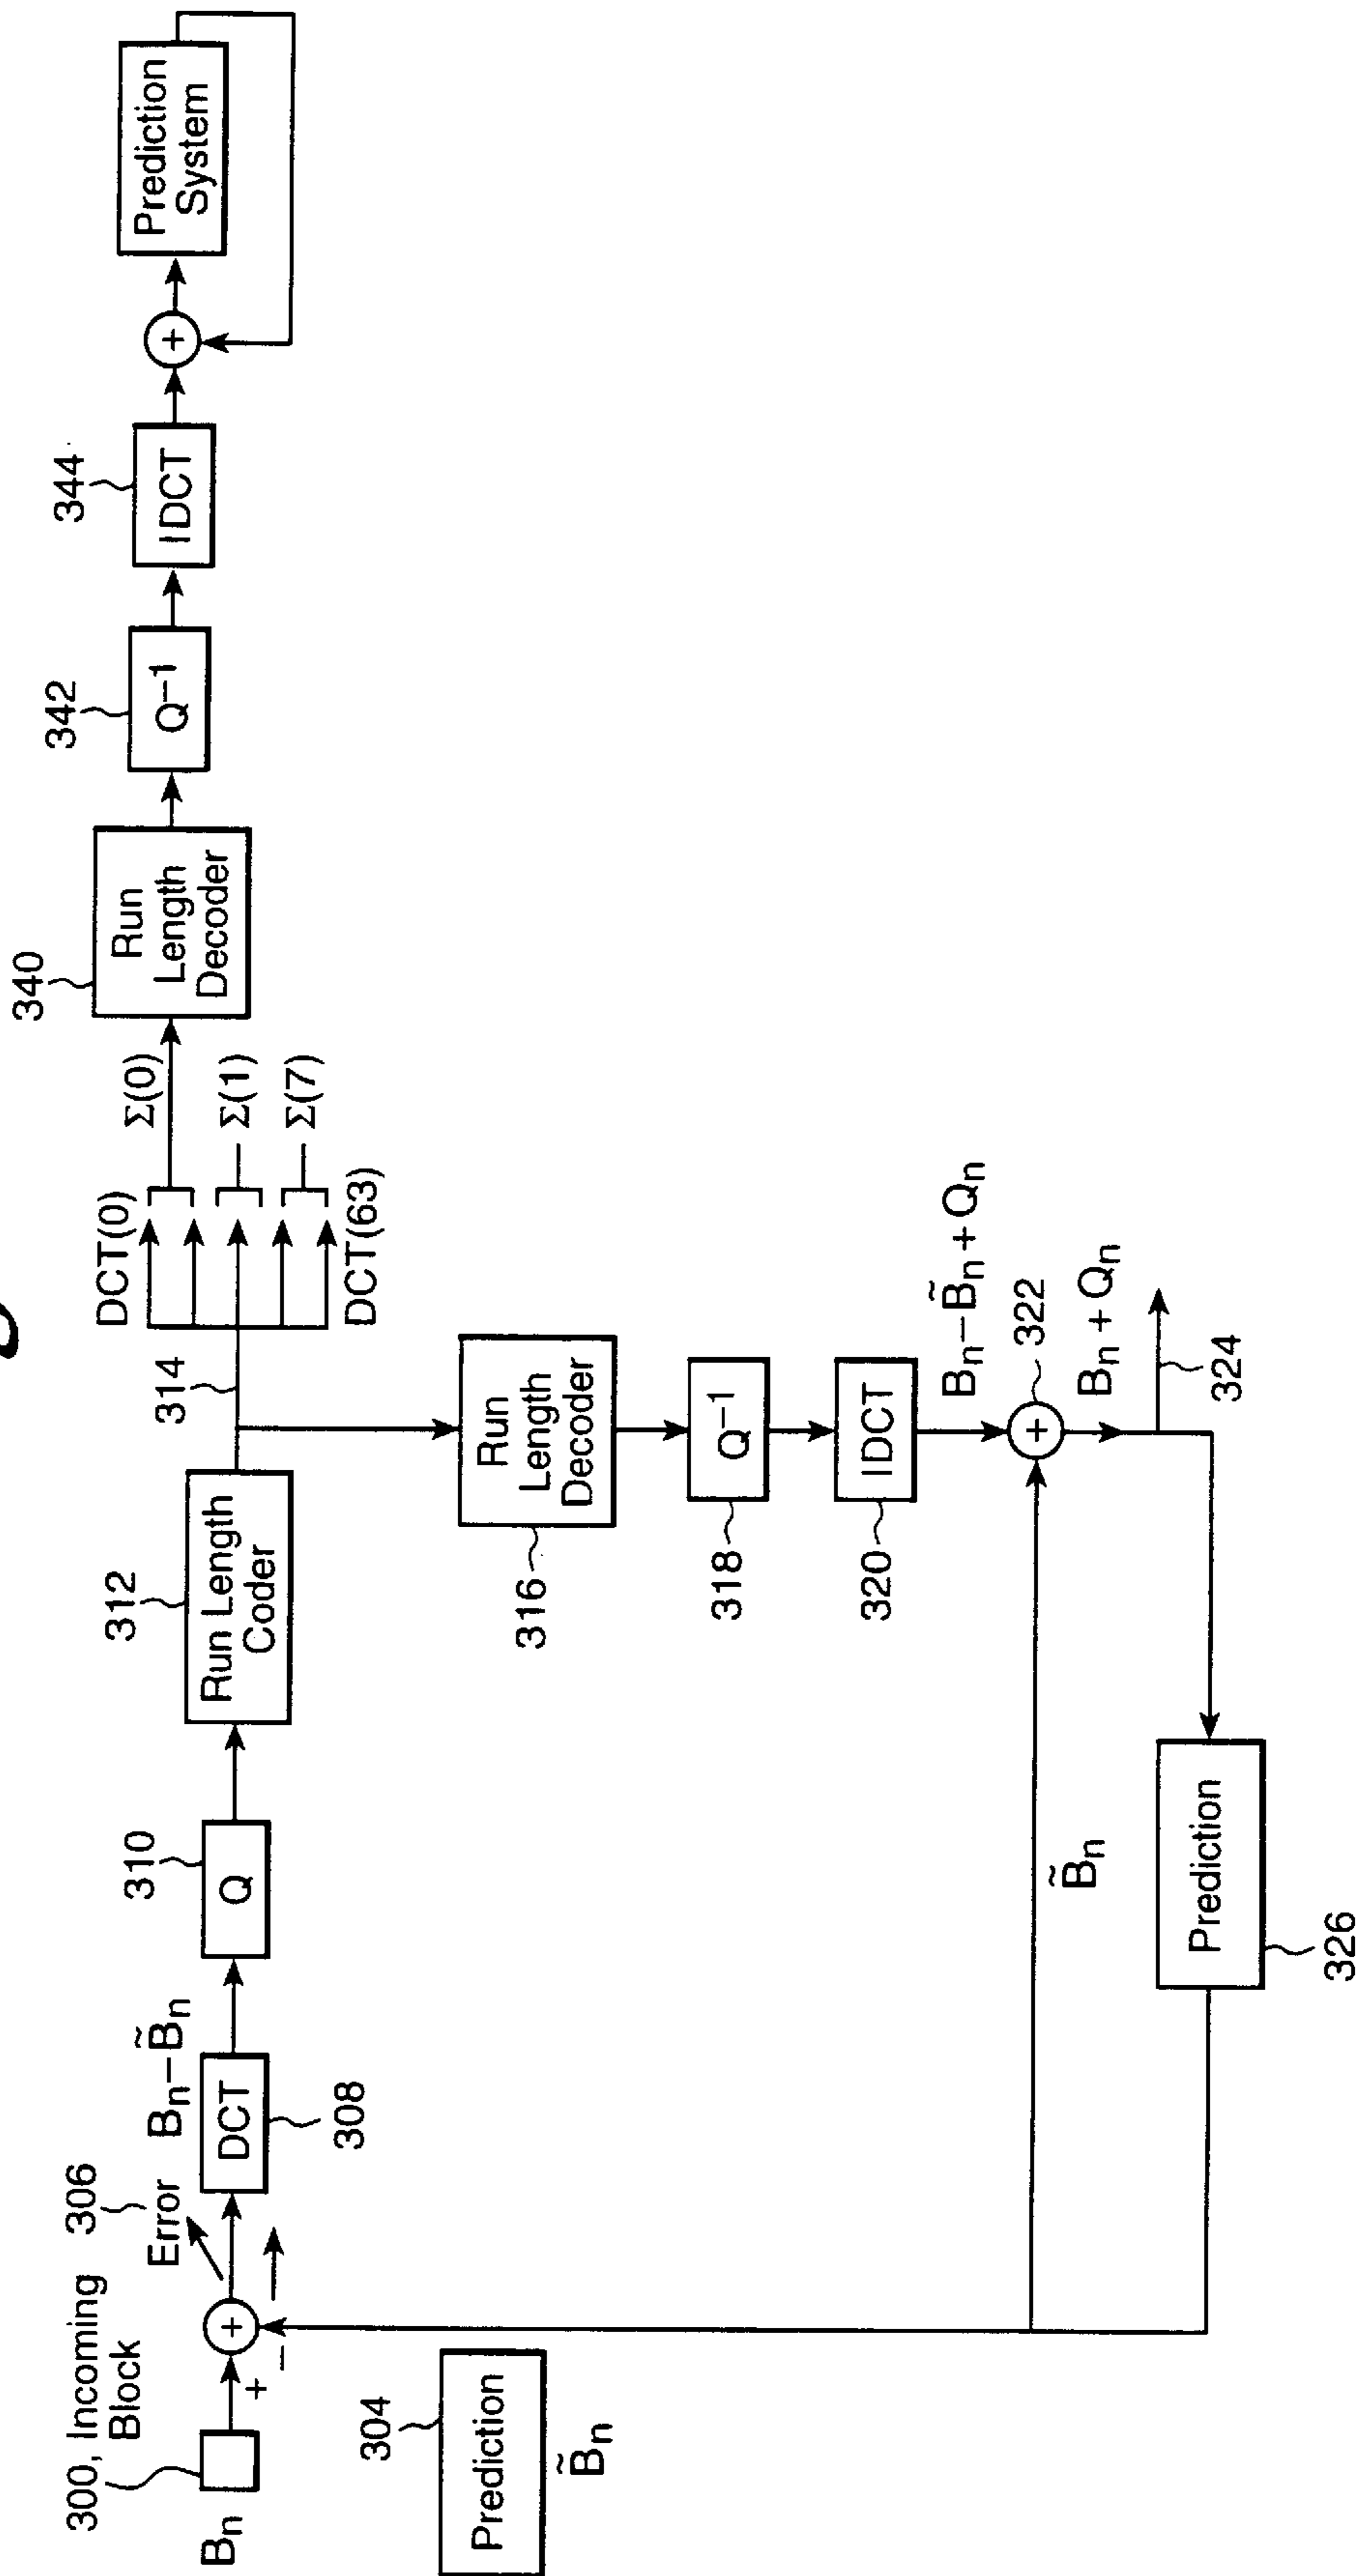 300, Incoming
Block
Bₙ
+
−
+
306
Error
Bₙ−B̃ₙ
DCT
308
310
Q
312
Run Length
Coder
314
DCT(0)
DCT(63)
Σ(0)
Σ(1)
Σ(7)
340
Run
Length
Decoder
342
Q⁻¹
344
IDCT
+
Prediction
System
304
Prediction
B̃ₙ
316
Run
Length
Decoder
318
Q⁻¹
320
IDCT
Bₙ−B̃ₙ+Qₙ
322
+
Bₙ+Qₙ
324
B̃ₙ
Prediction
326